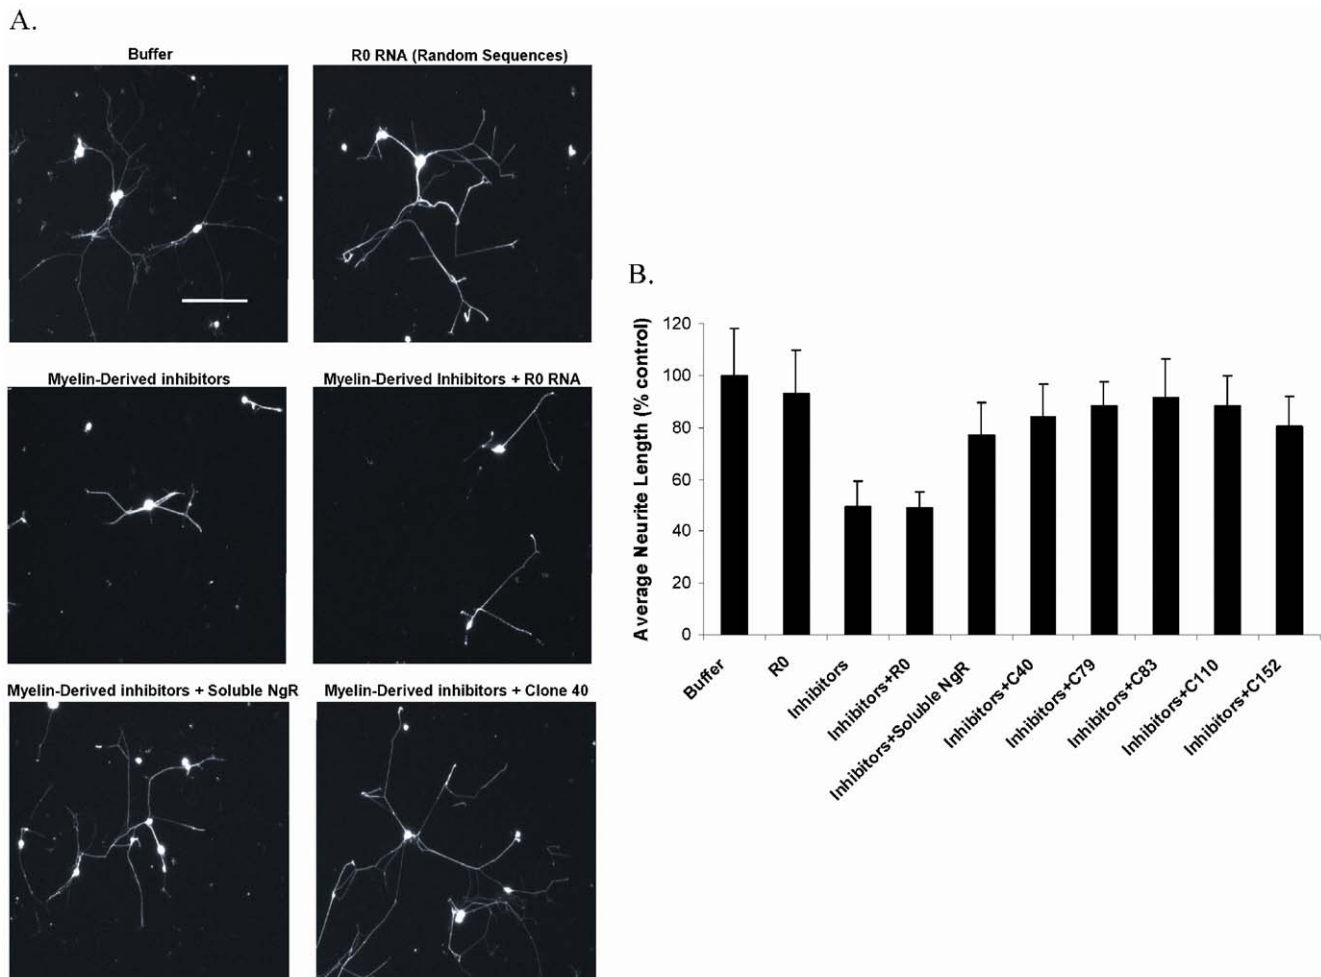 A.
Buffer
R0 RNA (Random Sequences)
Myelin-Derived inhibitors
Myelin-Derived Inhibitors + R0 RNA
Myelin-Derived inhibitors + Soluble NgR
Myelin-Derived inhibitors + Clone 40
B.
Average Neurite Length (% control)
120
100
80
60
40
20
0
Buffer
R0
Inhibitors
Inhibitors+R0
Inhibitors+Soluble NgR
Inhibitors+C40
Inhibitors+C79
Inhibitors+C83
Inhibitors+C110
Inhibitors+C152